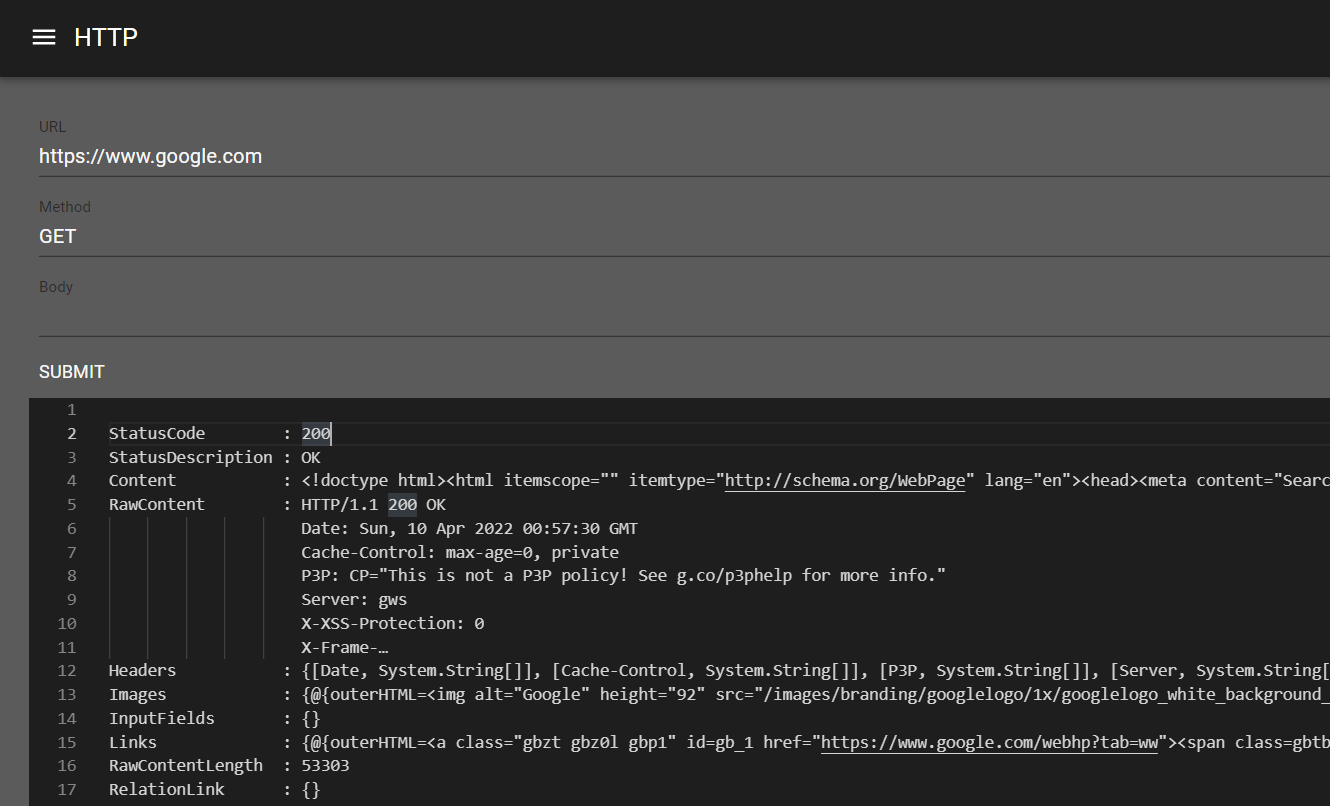 HTTP
URL
https://www.google.com
Method
GET
Body
SUBMIT
1
2 StatusCode : 200
3 StatusDescription : OK
4 Content : <!doctype html><html itemscope="" itemtype="http://schema.org/WebPage" lang="en"><head><meta content="Searc
5 RawContent : HTTP/1.1 200 OK
6 Date: Sun, 10 Apr 2022 00:57:30 GMT
7 Cache-Control: max-age=0, private
8 P3P: CP="This is not a P3P policy! See g.co/p3phelp for more info."
9 Server: gws
10 X-XSS-Protection: 0
11 X-Frame-…
12 Headers : {[Date, System.String[]], [Cache-Control, System.String[]], [P3P, System.String[]], [Server, System.String[
13 Images : {@{outerHTML=<img alt="Google" height="92" src="/images/branding/googlelogo/1x/googlelogo_white_background_
14 InputFields : {}
15 Links : {@{outerHTML=<a class="gbzt gbz0l gbp1" id=gb_1 href="https://www.google.com/webhp?tab=ww"><span class=gbtb
16 RawContentLength : 53303
17 RelationLink : {}